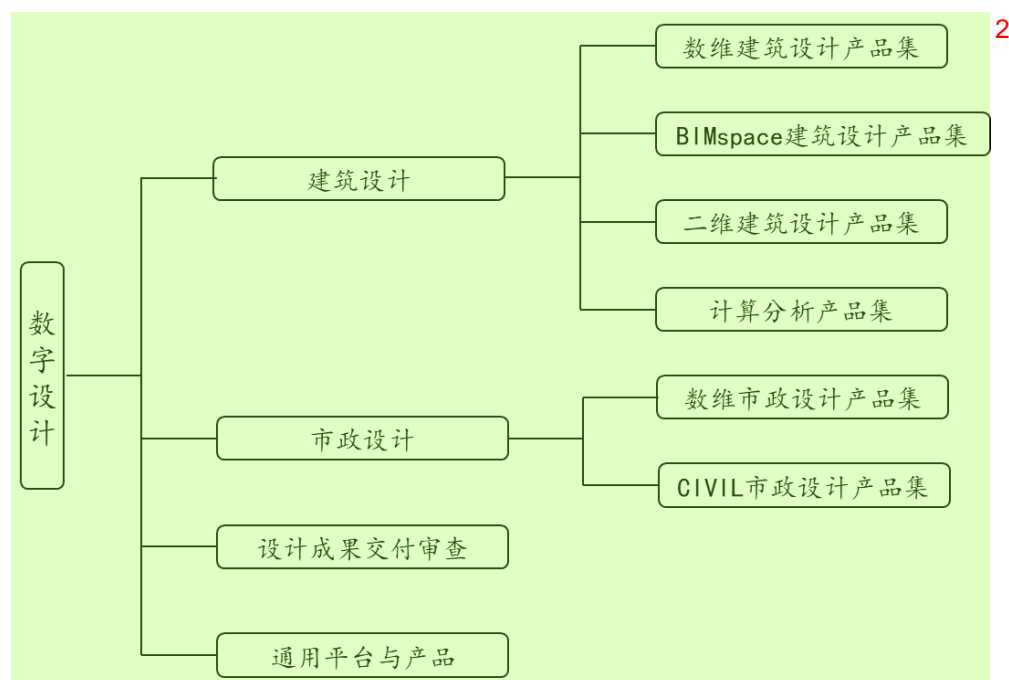 2
数字设计
建筑设计
数维建筑设计产品集
BIMspace建筑设计产品集
二维建筑设计产品集
计算分析产品集
市政设计
数维市政设计产品集
CIVIL市政设计产品集
设计成果交付审查
通用平台与产品